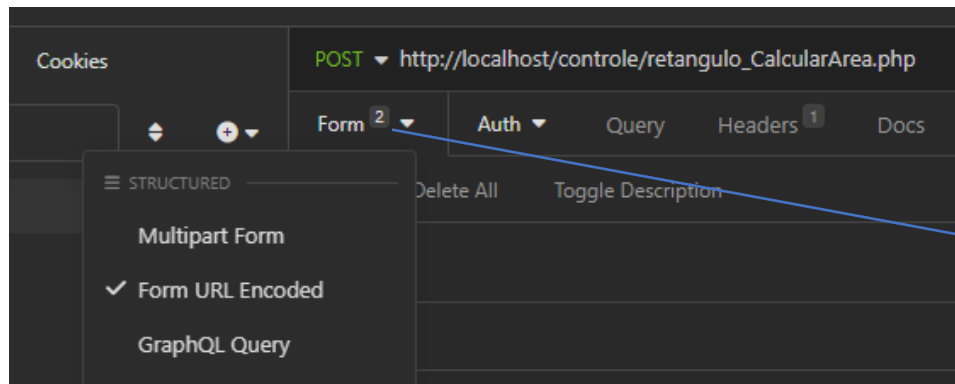 Cookies
POST http://localhost/controle/retangulo_CalcularArea.php
Form 2 Auth Query Headers 1 Docs
STRUCTURED
Delete All Toggle Description
Multipart Form
Form URL Encoded
GraphQL Query